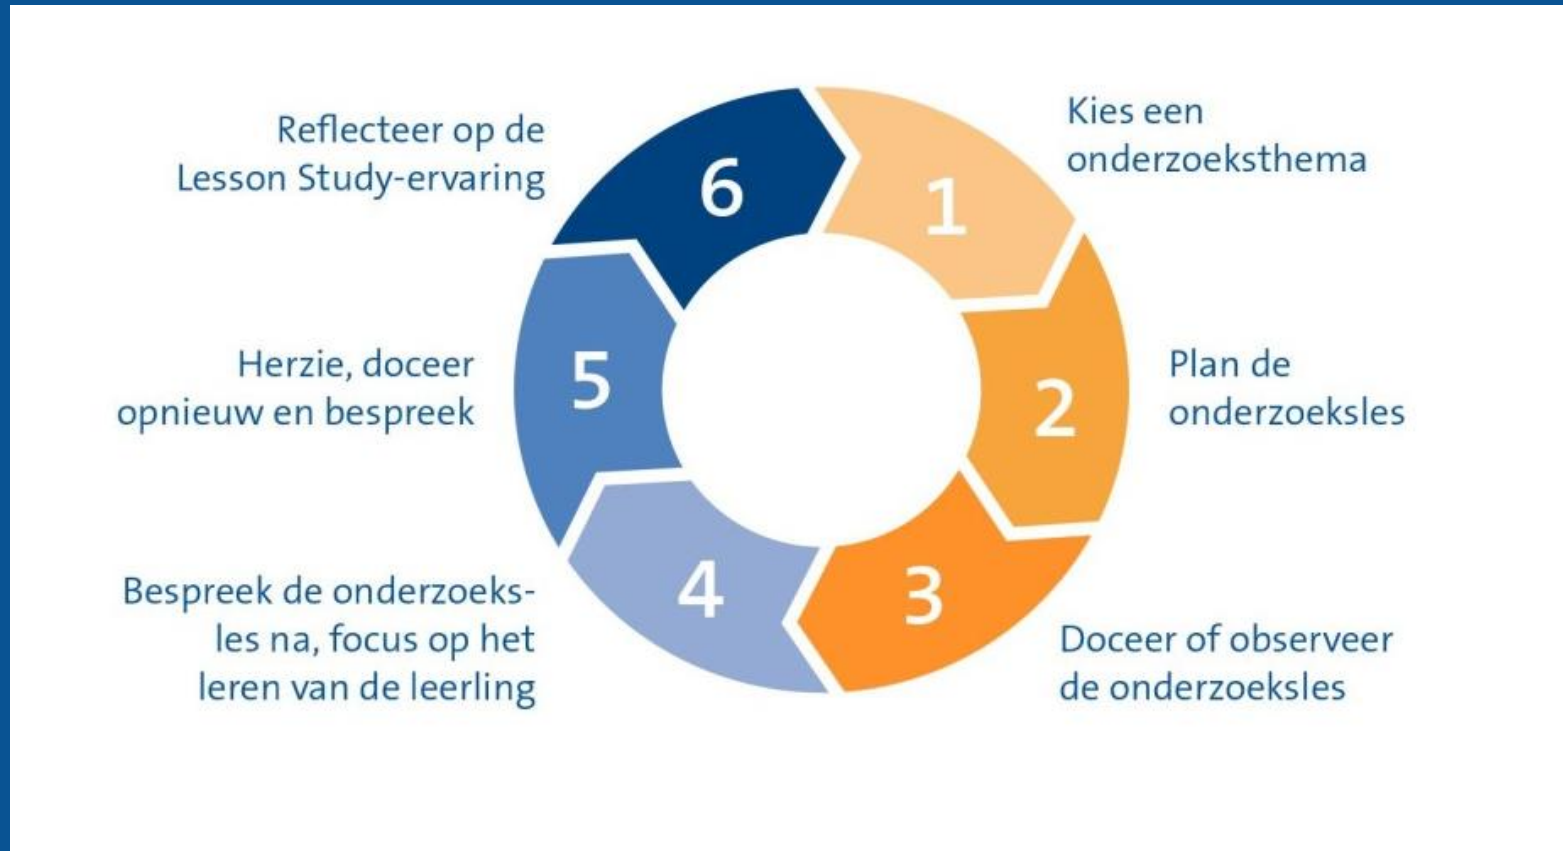 1
Kies een
onderzoeksthema
2
Plan de
onderzoeksles
3
Doceer of observeer
de onderzoeksles
4
Bespreek de onderzoeks-
les na, focus op het
leren van de leerling
5
Herzie, doceer
opnieuw en bespreek
6
Reflecteer op de
Lesson Study-ervaring